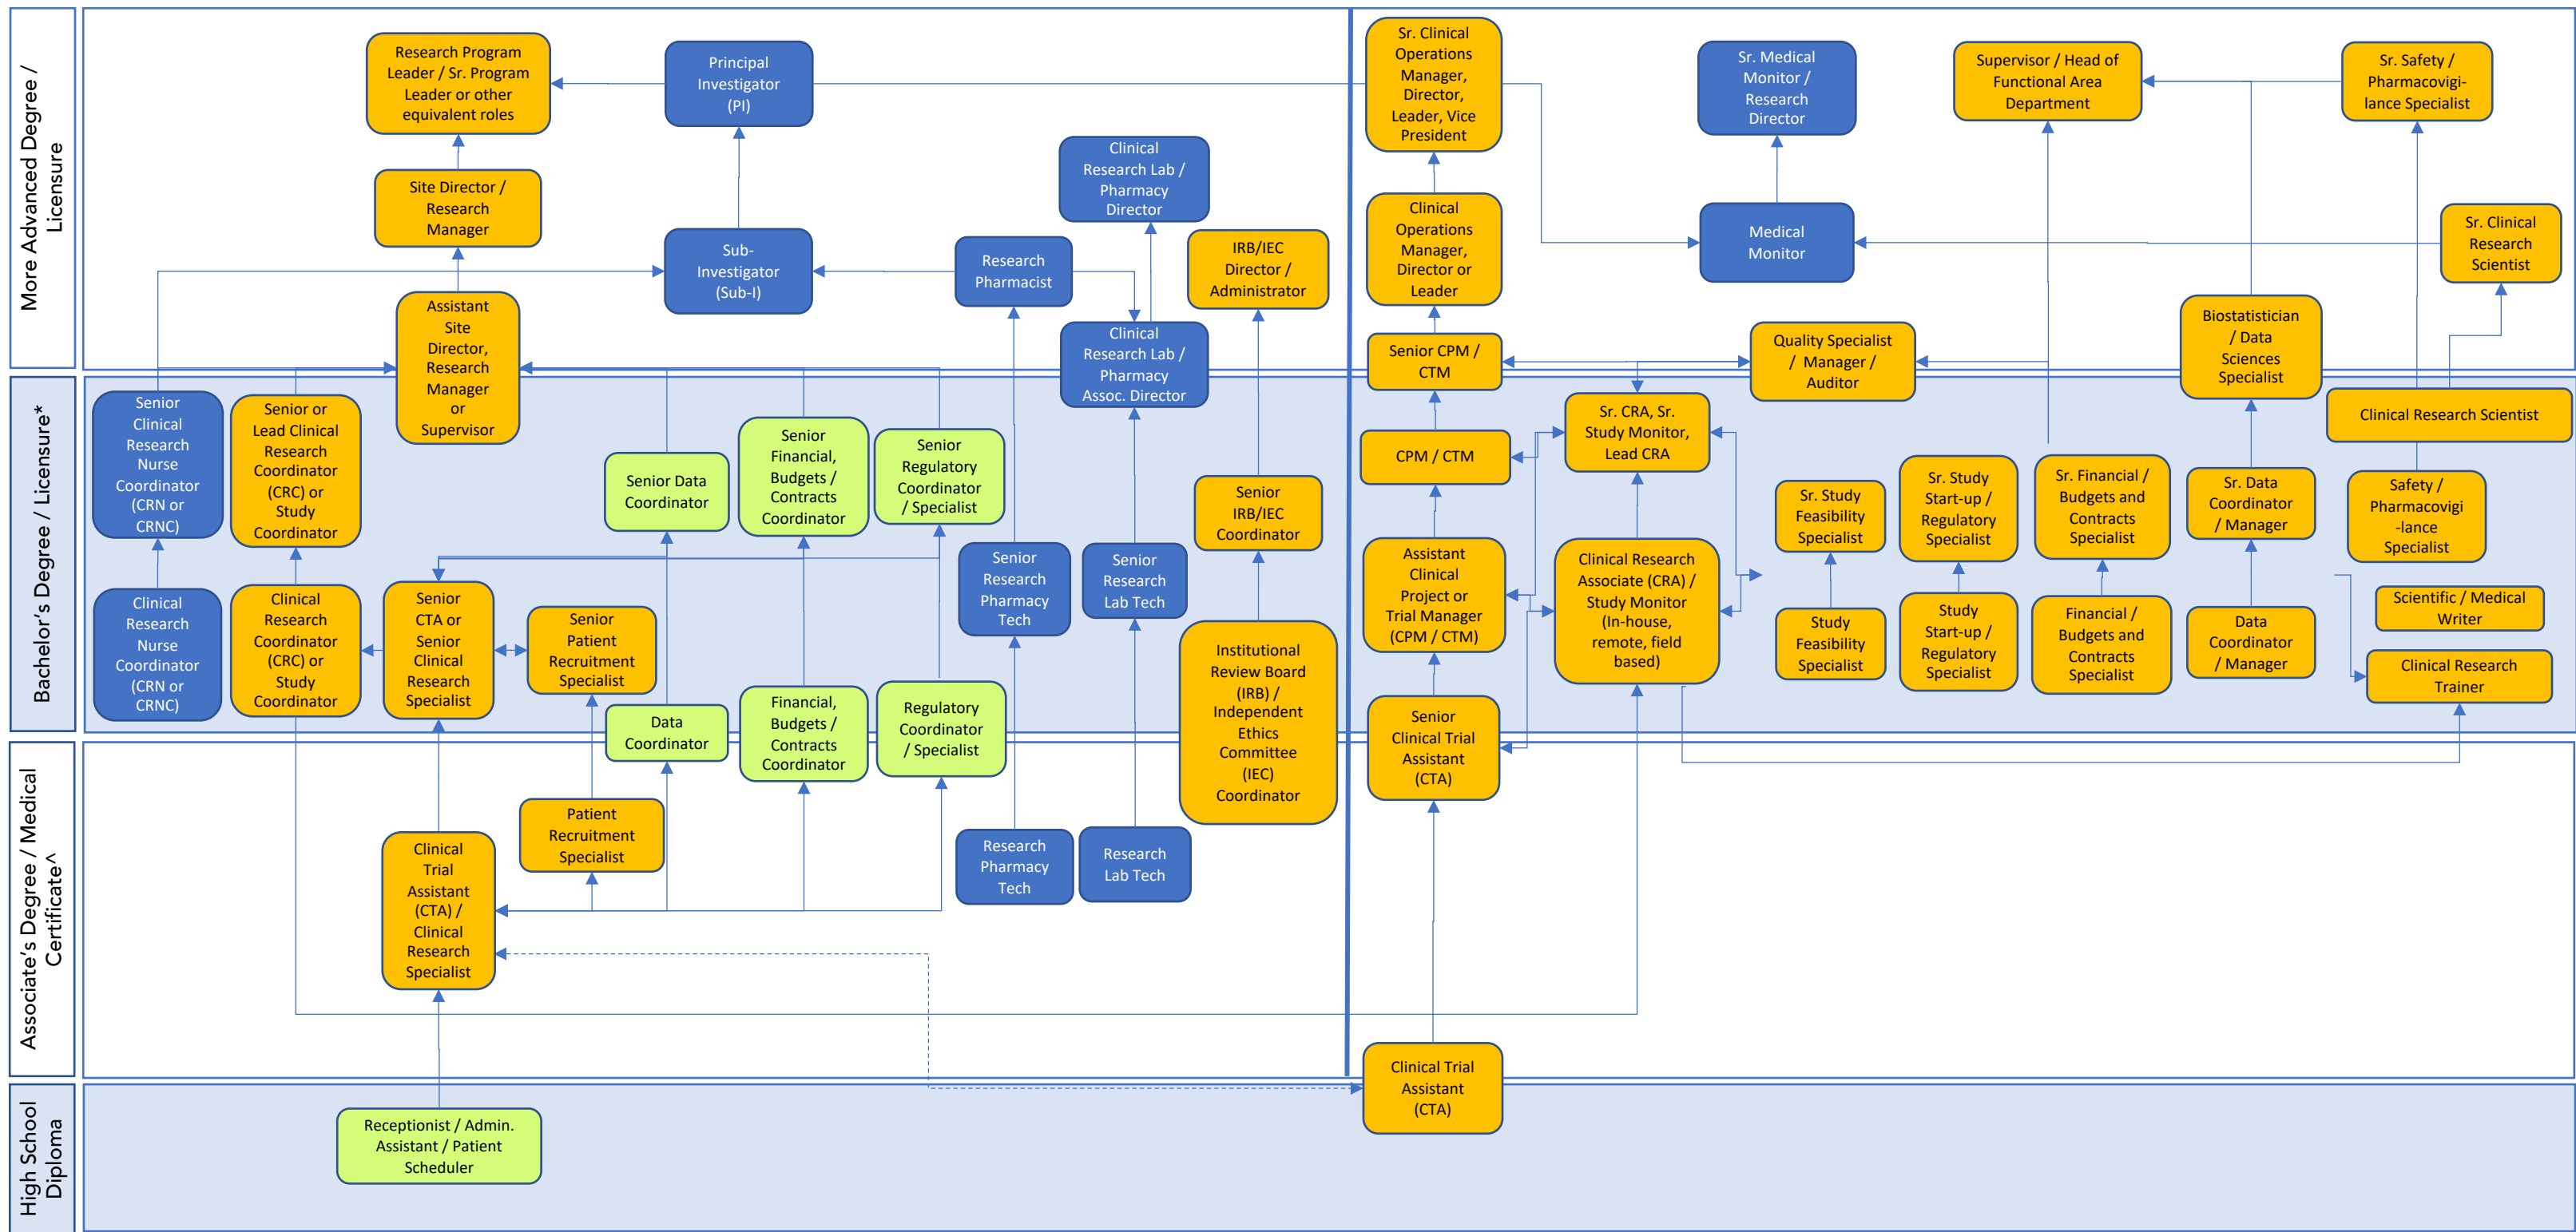 More Advanced Degree /
Licensure
Research Program
Leader / Sr. Program
Leader or other
equivalent roles
Principal
Investigator
(PI)
Site Director /
Research
Manager
Clinical
Research Lab /
Pharmacy
Director
Sub-
Investigator
(Sub-I)
Research
Pharmacist
IRB/IEC
Director /
Administrator
Assistant
Site
Director,
Research
Manager
or
Supervisor
Clinical
Research Lab /
Pharmacy
Assoc. Director
Sr. Clinical
Operations
Manager,
Director,
Leader, Vice
President
Sr. Medical
Monitor /
Research
Director
Supervisor / Head of
Functional Area
Department
Sr. Safety /
Pharmacovigi-
lance Specialist
Clinical
Operations
Manager,
Director or
Leader
Medical
Monitor
Sr. Clinical
Research
Scientist
Senior CPM /
CTM
Quality Specialist
/ Manager /
Auditor
Biostatistician
/ Data
Sciences
Specialist
Bachelor's Degree / Licensure*
Senior
Clinical
Research
Nurse
Coordinator
(CRN or
CRNC)
Senior or
Lead Clinical
Research
Coordinator
(CRC) or
Study
Coordinator
Senior Data
Coordinator
Senior
Financial,
Budgets /
Contracts
Coordinator
Senior
Regulatory
Coordinator
/ Specialist
Senior
IRB/IEC
Coordinator
Clinical
Research
Nurse
Coordinator
(CRN or
CRNC)
Clinical
Research
Coordinator
(CRC) or
Study
Coordinator
Senior
CTA or
Senior
Clinical
Research
Specialist
Senior
Patient
Recruitment
Specialist
Senior
Research
Pharmacy
Tech
Senior
Research
Lab Tech
Data
Coordinator
Financial,
Budgets /
Contracts
Coordinator
Regulatory
Coordinator
/ Specialist
Institutional
Review Board
(IRB) /
Independent
Ethics
Committee
(IEC)
Coordinator
CPM / CTM
Sr. CRA, Sr.
Study Monitor,
Lead CRA
Clinical Research Scientist
Sr. Study
Feasibility
Specialist
Sr. Study
Start-up /
Regulatory
Specialist
Sr. Financial /
Budgets and
Contracts
Specialist
Sr. Data
Coordinator
/ Manager
Safety /
Pharmacovigi
-lance
Specialist
Assistant
Clinical
Project or
Trial Manager
(CPM / CTM)
Clinical Research
Associate (CRA) /
Study Monitor
(In-house,
remote, field
based)
Study
Feasibility
Specialist
Study
Start-up /
Regulatory
Specialist
Financial /
Budgets and
Contracts
Specialist
Data
Coordinator
/ Manager
Scientific / Medical
Writer
Clinical Research
Trainer
Senior
Clinical Trial
Assistant
(CTA)
Associate's Degree / Medical
Certificate^
Patient
Recruitment
Specialist
Clinical
Trial
Assistant
(CTA) /
Clinical
Research
Specialist
Research
Pharmacy
Tech
Research
Lab Tech
Clinical Trial
Assistant
(CTA)
High School
Diploma
Receptionist / Admin.
Assistant / Patient
Scheduler